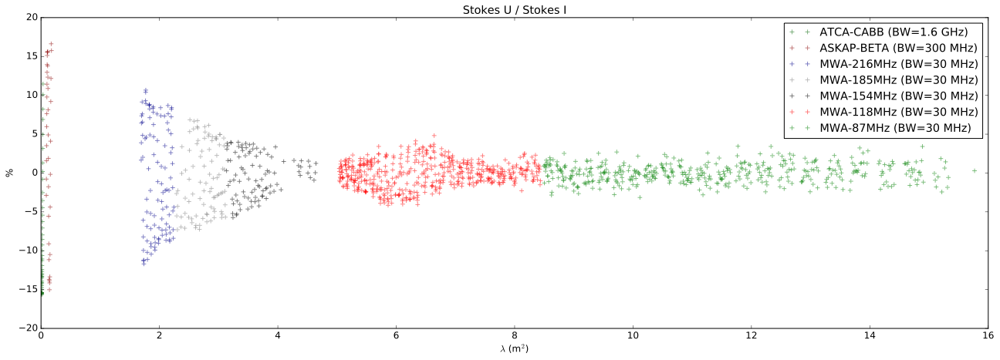 Stokes U / Stokes I
20
15
10
5
0
−5
−10
−15
−20
%
ATCA-CABB (BW=1.6 GHz)
ASKAP-BETA (BW=300 MHz)
MWA-216MHz (BW=30 MHz)
MWA-185MHz (BW=30 MHz)
MWA-154MHz (BW=30 MHz)
MWA-118MHz (BW=30 MHz)
MWA-87MHz (BW=30 MHz)
0 2 4 6 8 10 12 14 16
λ (m²)